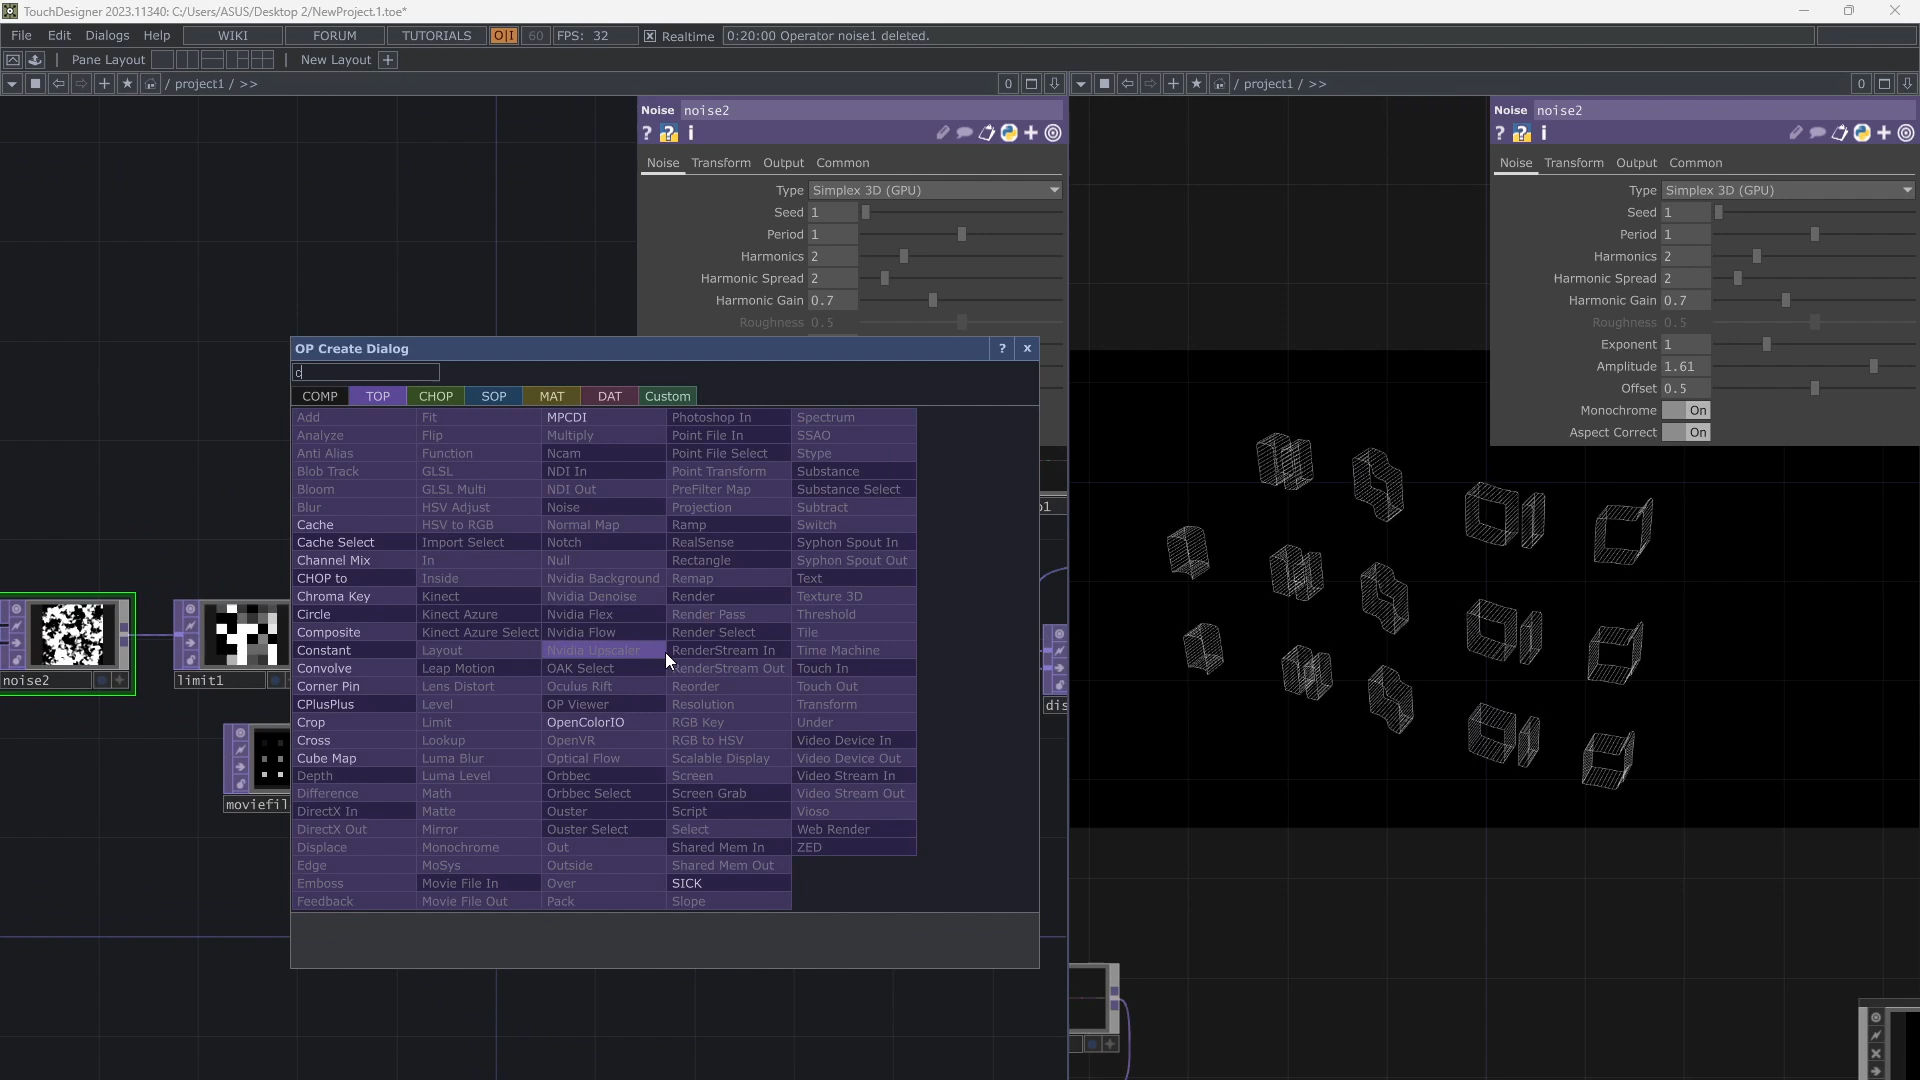 TouchDesigner 2023.11340: C:/Users/ASUS/Desktop 2/NewProject.1.toe*
File Edit Dialogs Help WIKI FORUM TUTORIALS O|I 60 FPS: 32 Realtime 0:20:00 Operator noise1 deleted.
Pane Layout New Layout +
/ project1 / >> 0
/ project1 / >> 0
Noise noise2
? ? i
Noise Transform Output Common
Type Simplex 3D (GPU)
Seed 1
Period 1
Harmonics 2
Harmonic Spread 2
Harmonic Gain 0.7
Roughness 0.5
Noise noise2
? ? i
Noise Transform Output Common
Type Simplex 3D (GPU)
Seed 1
Period 1
Harmonics 2
Harmonic Spread 2
Harmonic Gain 0.7
Roughness 0.5
Exponent 1
Amplitude 1.61
Offset 0.5
Monochrome On
Aspect Correct On
OP Create Dialog ? x
c
COMP TOP CHOP SOP MAT DAT Custom
Add Fit MPCDI Photoshop In Spectrum
Analyze Flip Multiply Point File In SSAO
Anti Alias Function Ncam Point File Select Stype
Blob Track GLSL NDI In Point Transform Substance
Bloom GLSL Multi NDI Out PreFilter Map Substance Select
Blur HSV Adjust Noise Projection Subtract
Cache HSV to RGB Normal Map Ramp Switch
Cache Select Import Select Notch RealSense Syphon Spout In
Channel Mix In Null Rectangle Syphon Spout Out
CHOP to Inside Nvidia Background Remap Text
Chroma Key Kinect Nvidia Denoise Render Texture 3D
Circle Kinect Azure Nvidia Flex Render Pass Threshold
Composite Kinect Azure Select Nvidia Flow Render Select Tile
Constant Layout Nvidia Upscaler RenderStream In Time Machine
Convolve Leap Motion OAK Select RenderStream Out Touch In
Corner Pin Lens Distort Oculus Rift Reorder Touch Out
CPlusPlus Level OP Viewer Resolution Transform
Crop Limit OpenColorIO RGB Key Under
Cross Lookup OpenVR RGB to HSV Video Device In
Cube Map Luma Blur Optical Flow Scalable Display Video Device Out
Depth Luma Level Orbbec Screen Video Stream In
Difference Math Orbbec Select Screen Grab Video Stream Out
DirectX In Matte Ouster Script Vioso
DirectX Out Mirror Ouster Select Select Web Render
Displace Monochrome Out Shared Mem In ZED
Edge MoSys Outside Shared Mem Out
Emboss Movie File In Over SICK
Feedback Movie File Out Pack Slope
noise2
limit1
moviefil
dis